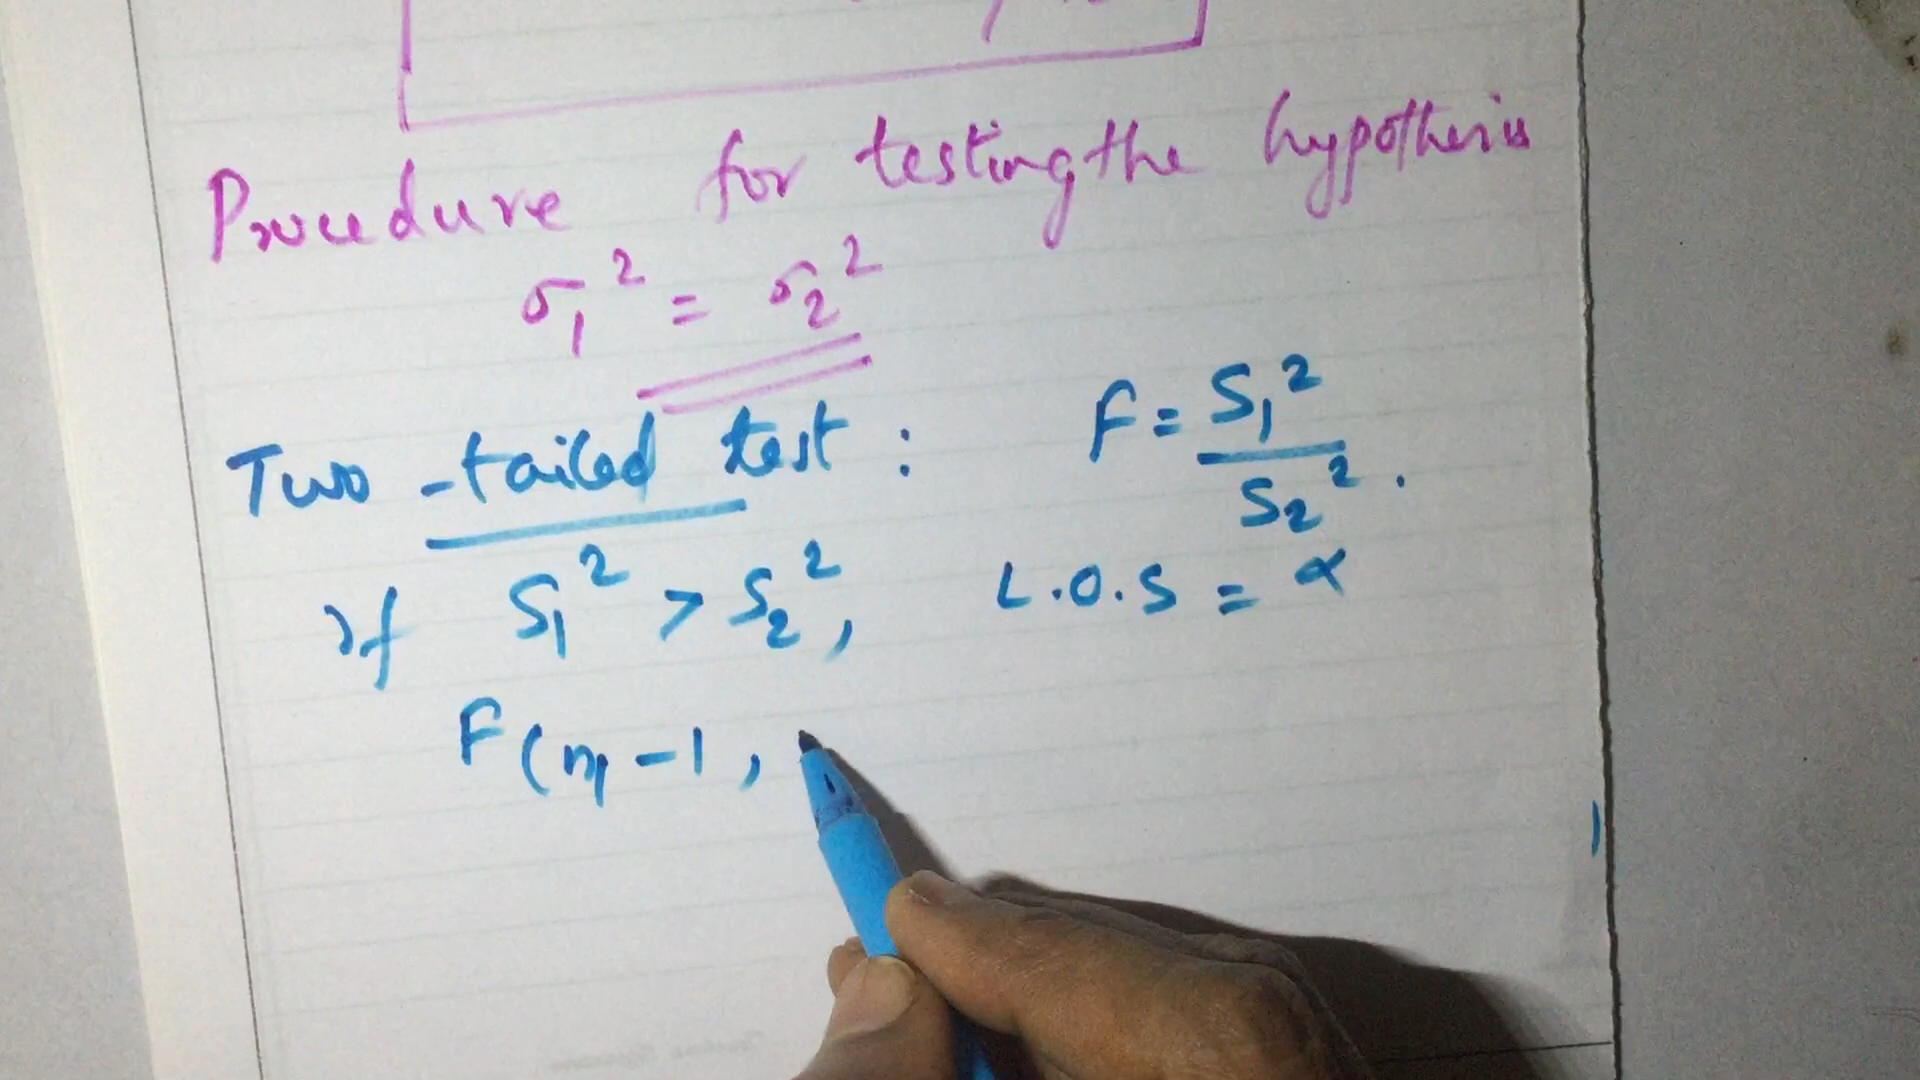 Procedure for testing the hypothesis
σ₁² = σ₂²
Two-tailed test : F = S₁² / S₂² .
If S₁² > S₂², L.O.S = α
F(n₁-1,